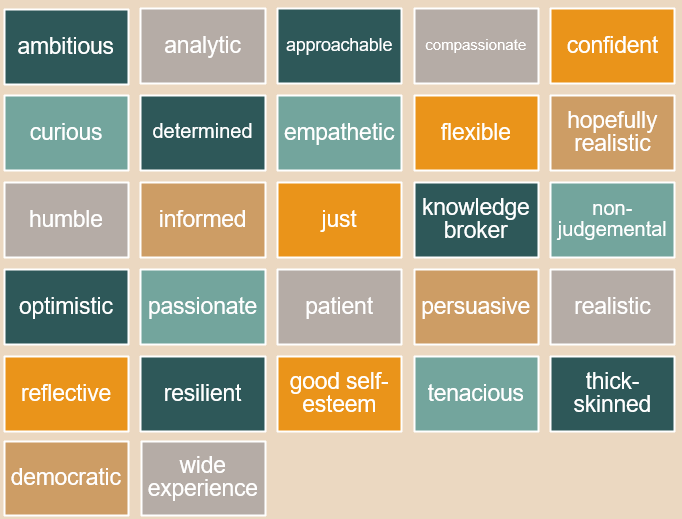 ambitious
analytic
approachable
compassionate
confident
curious
determined
empathetic
flexible
hopefully
realistic
humble
informed
just
knowledge
broker
non-
judgemental
optimistic
passionate
patient
persuasive
realistic
reflective
resilient
good self-
esteem
tenacious
thick-
skinned
democratic
wide
experience